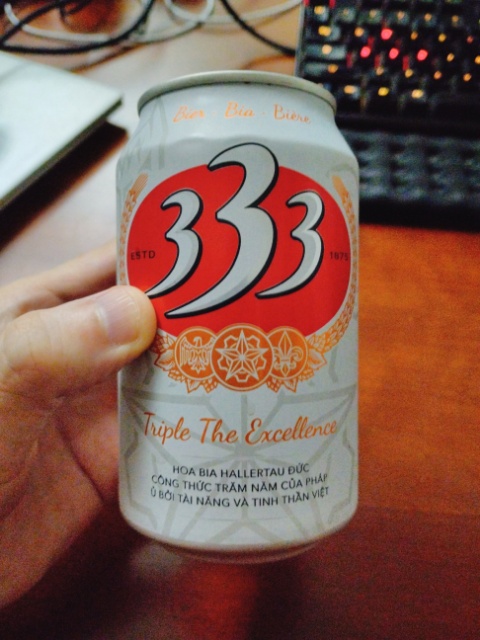 Bier . Bia . Bière
333
ESTD 1875
Triple The Excellence
HOA BIA HALLERTAU ĐỨC
CÔNG THỨC TRĂM NĂM CỦA PHÁP
Ủ BỞI TÀI NĂNG VÀ TINH THẦN VIỆT